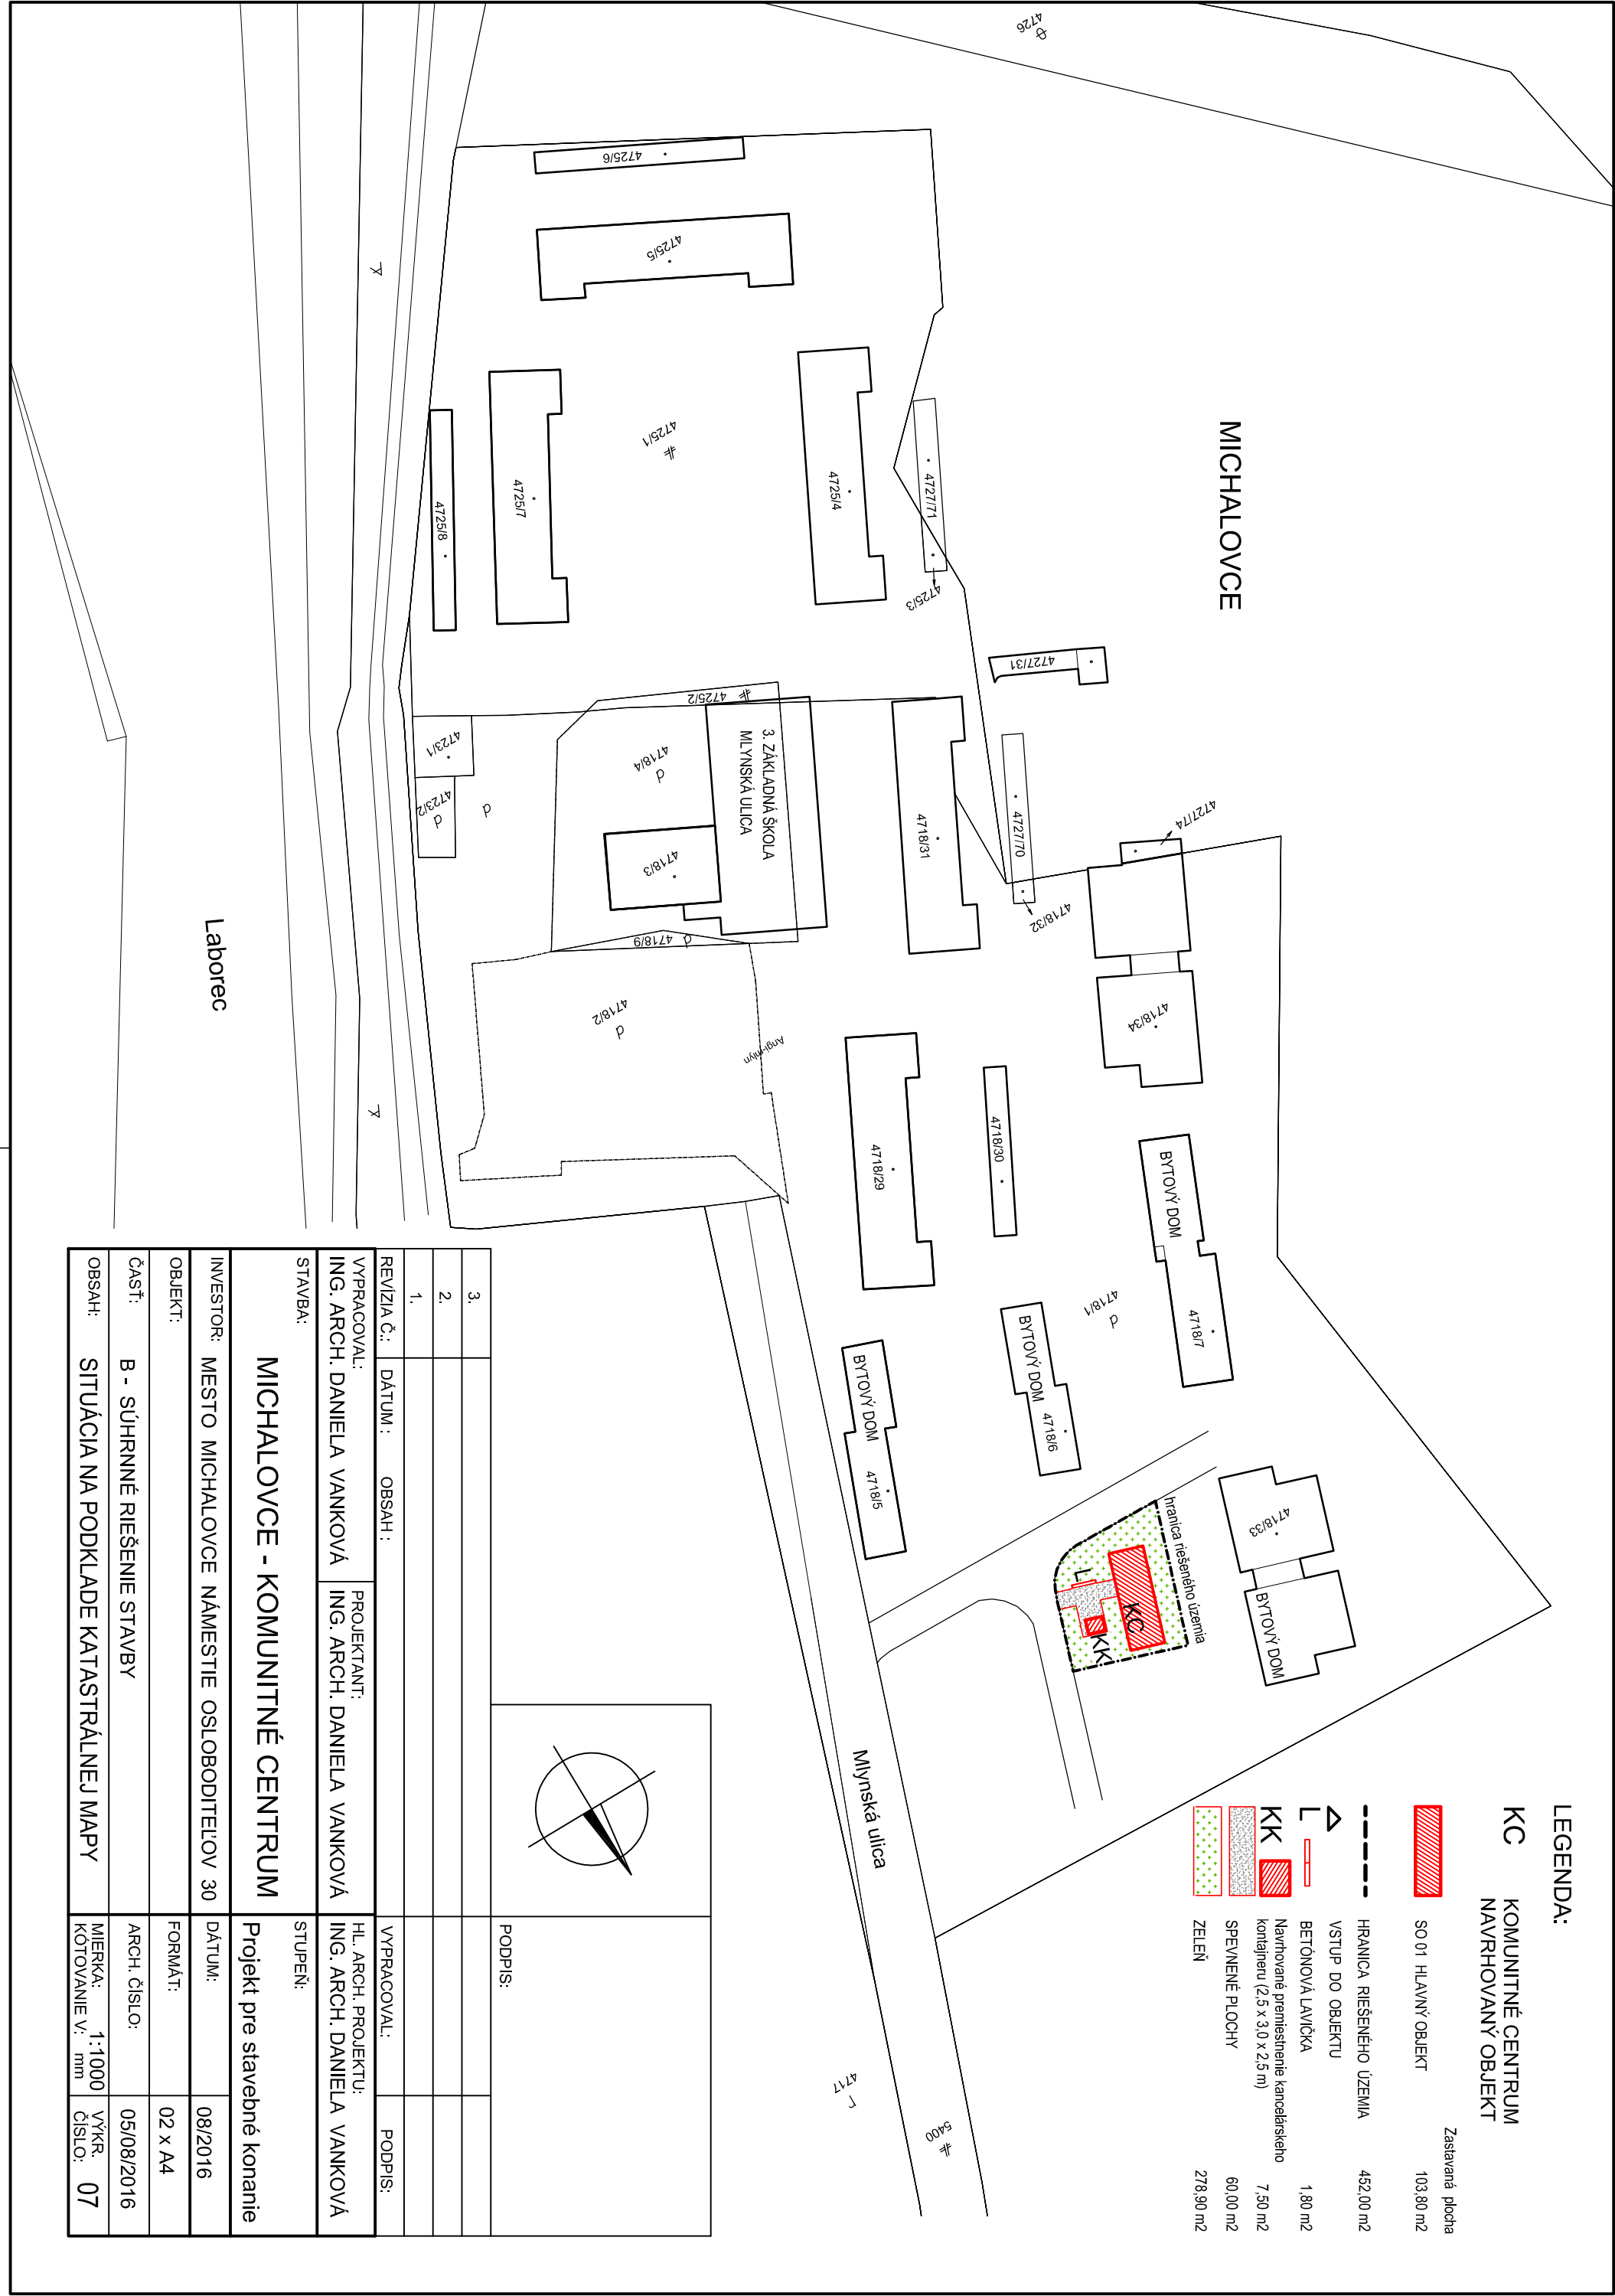 MICHALOVCE
LEGENDA:
KC KOMUNITNÉ CENTRUM
NAVRHOVANÝ OBJEKT
Zastavaná plocha
SO 01 HLAVNÝ OBJEKT 103,80 m2
HRANICA RIEŠENÉHO ÚZEMIA 452,00 m2
VSTUP DO OBJEKTU
L BETÓNOVÁ LAVIČKA 1,80 m2
KK Navrhované premiestnenie kancelárskeho
kontajneru (2,5 x 3,0 x 2,5 m) 7,50 m2
SPEVNENÉ PLOCHY 60,00 m2
ZELEŇ 278,90 m2
4726
4725/6
4725/5
4725/1
4725/4
4725/7
4725/8
4727/71
4725/3
4727/31
4727/70
4718/32
4727/74
4718/34
4725/2
3. ZÁKLADNÁ ŠKOLA
MLYNSKÁ ULICA
4718/4
4718/3
4718/31
4723/1
4723/2
4718/9
4718/2
Angi-mlyn
4718/29
4718/30
BYTOVÝ DOM
4718/7
4718/1
BYTOVÝ DOM
4718/6
BYTOVÝ DOM
4718/5
4718/33
BYTOVÝ DOM
hranica riešeného územia
KC
KK
L
Mlynská ulica
Laborec
4717
5400
PODPIS:
3.
2.
1.
REVÍZIA Č.: DÁTUM : OBSAH : VYPRACOVAL: PODPIS:
VYPRACOVAL: PROJEKTANT: HL. ARCH. PROJEKTU:
ING. ARCH. DANIELA VANKOVÁ ING. ARCH. DANIELA VANKOVÁ ING. ARCH. DANIELA VANKOVÁ
STAVBA: STUPEŇ:
MICHALOVCE - KOMUNITNÉ CENTRUM Projekt pre stavebné konanie
INVESTOR: MESTO MICHALOVCE NÁMESTIE OSLOBODITEĽOV 30 DÁTUM: 08/2016
OBJEKT: FORMÁT: 02 x A4
ČASŤ: B - SÚHRNNÉ RIEŠENIE STAVBY ARCH. ČÍSLO: 05/08/2016
OBSAH: SITUÁCIA NA PODKLADE KATASTRÁLNEJ MAPY MIERKA: 1:1000 VÝKR.
KÓTOVANIE V: mm ČÍSLO: 07